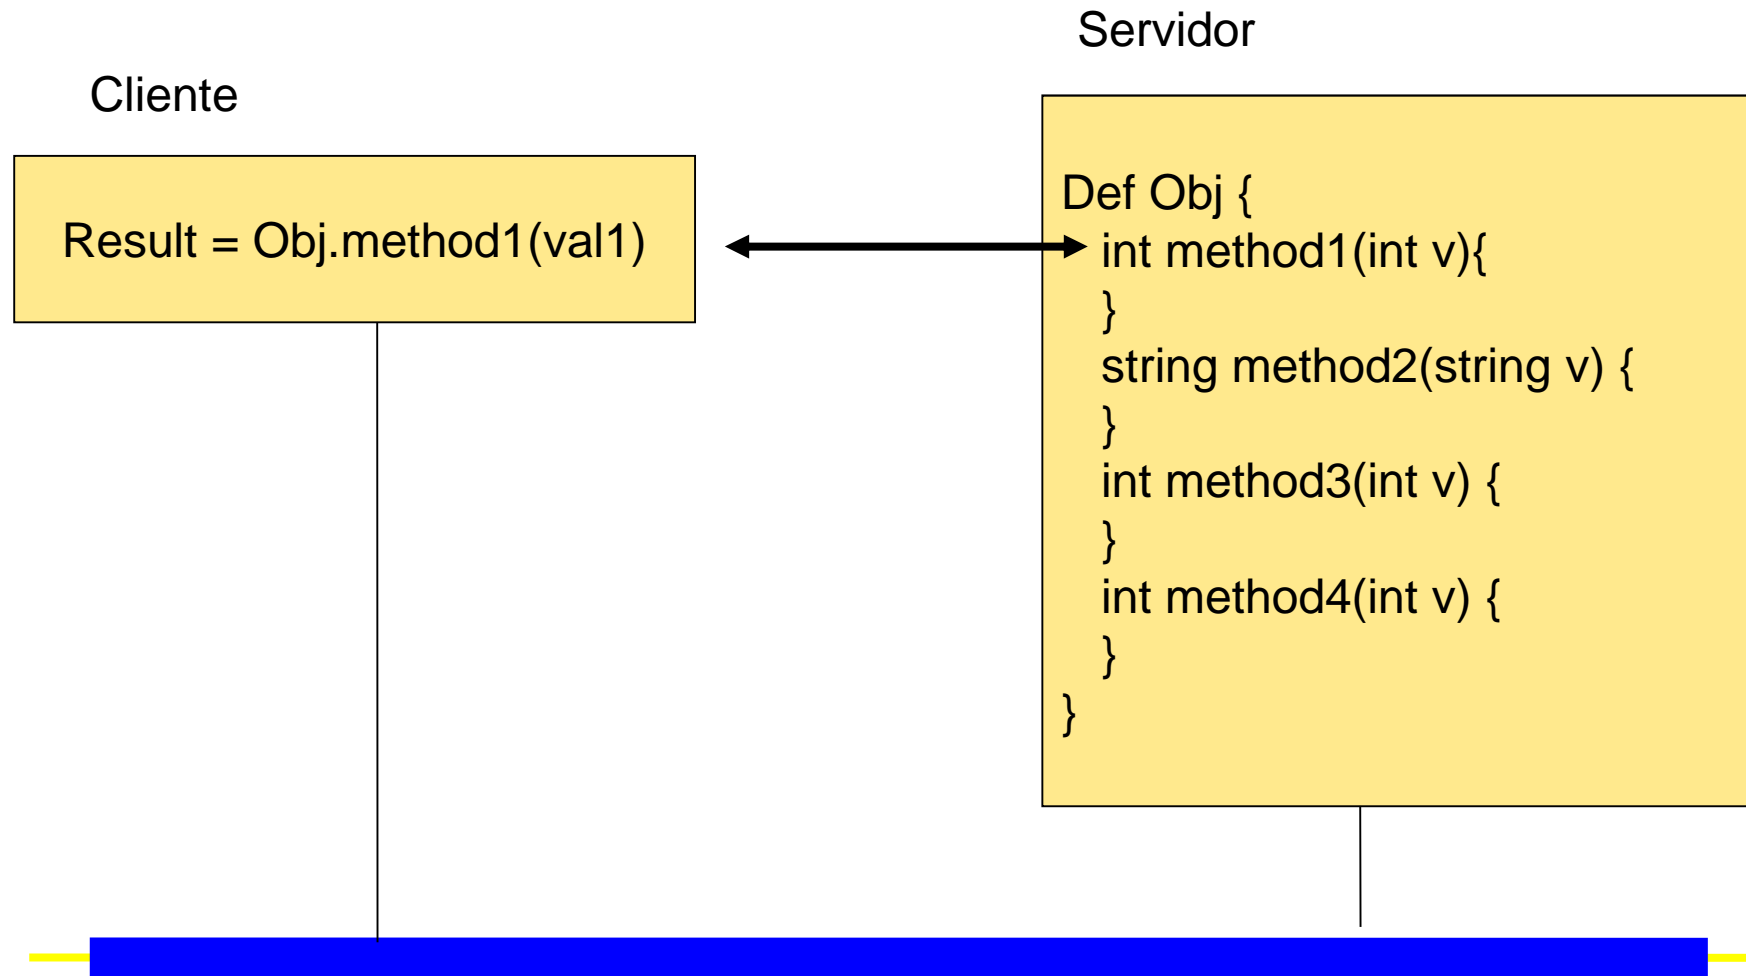 Servidor
Cliente
Result = Obj.method1(val1)
Def Obj {
int method1(int v){
}
string method2(string v) {
}
int method3(int v) {
}
int method4(int v) {
}
}